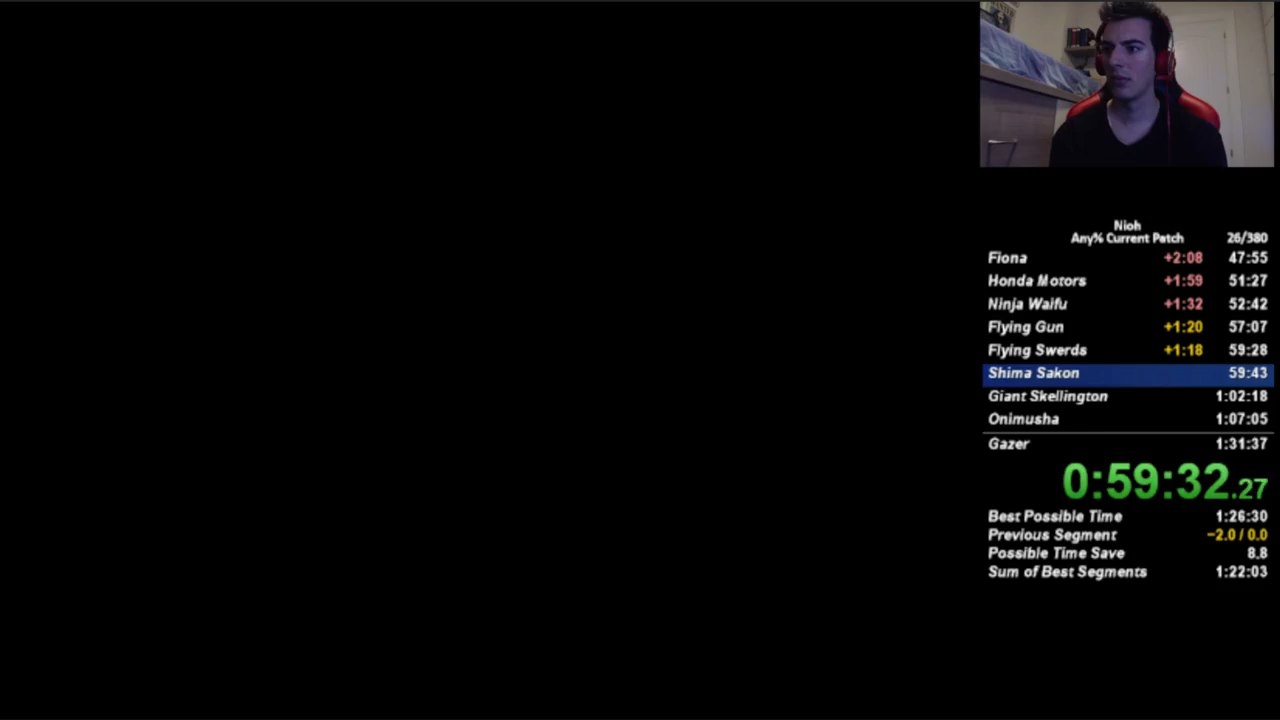 Nioh
Any% Current Patch 26/380
Fiona +2:08 47:55
Honda Motors +1:59 51:27
Ninja Waifu +1:32 52:42
Flying Gun +1:20 57:07
Flying Swerds +1:18 59:28
Shima Sakon 59:43
Giant Skellington 1:02:18
Onimusha 1:07:05
Gazer 1:31:37
0:59:32.27
Best Possible Time 1:26:30
Previous Segment −2.0 / 0.0
Possible Time Save 8.8
Sum of Best Segments 1:22:03